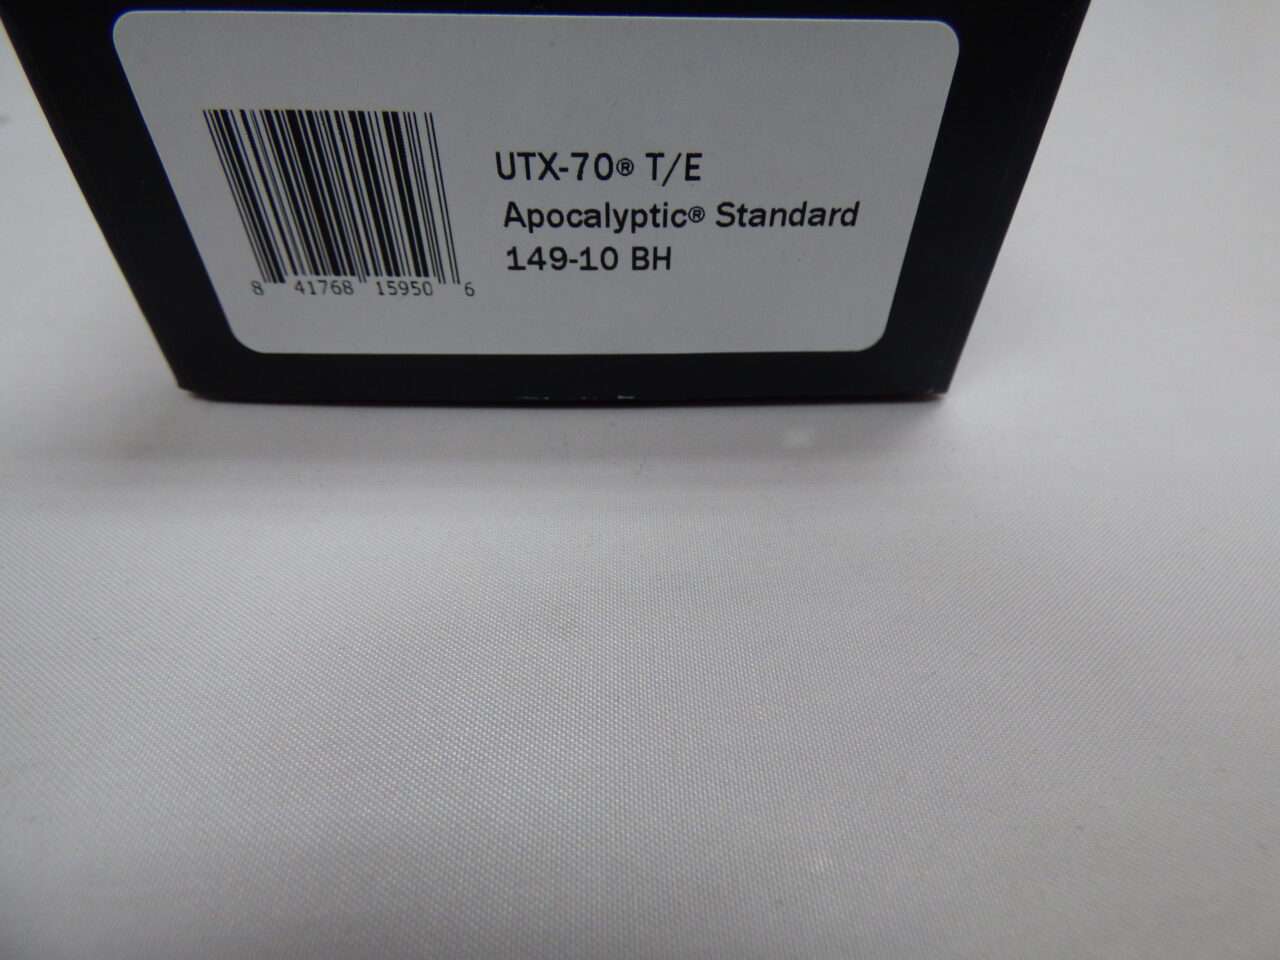 UTX-70® T/E
Apocalyptic® Standard
149-10 BH
8 41768 15950 6